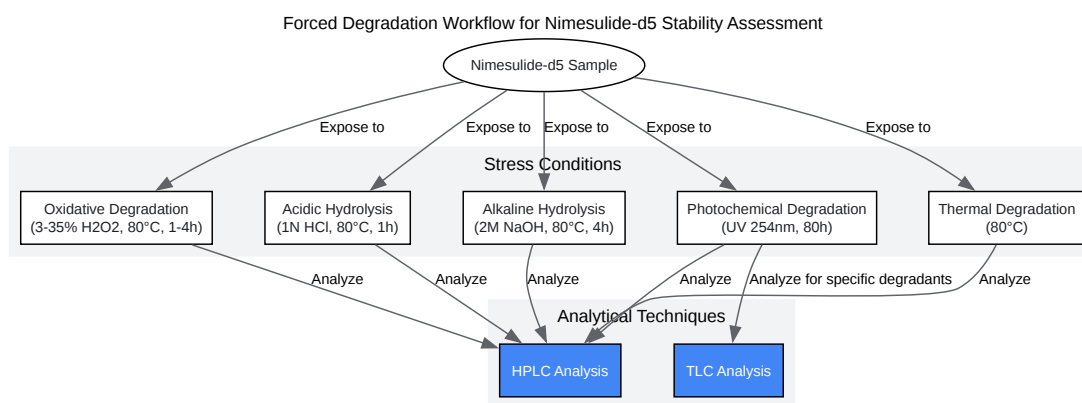 Forced Degradation Workflow for Nimesulide-d5 Stability Assessment
Nimesulide-d5 Sample
Expose to
Expose to
Expose to
Expose to
Expose to
Stress Conditions
Oxidative Degradation
(3-35% H2O2, 80°C, 1-4h)
Acidic Hydrolysis
(1N HCl, 80°C, 1h)
Alkaline Hydrolysis
(2M NaOH, 80°C, 4h)
Photochemical Degradation
(UV 254nm, 80h)
Thermal Degradation
(80°C)
Analyze
Analyze
Analyze
Analyze
Analyze for specific degradants
Analyze
Analytical Techniques
HPLC Analysis
TLC Analysis